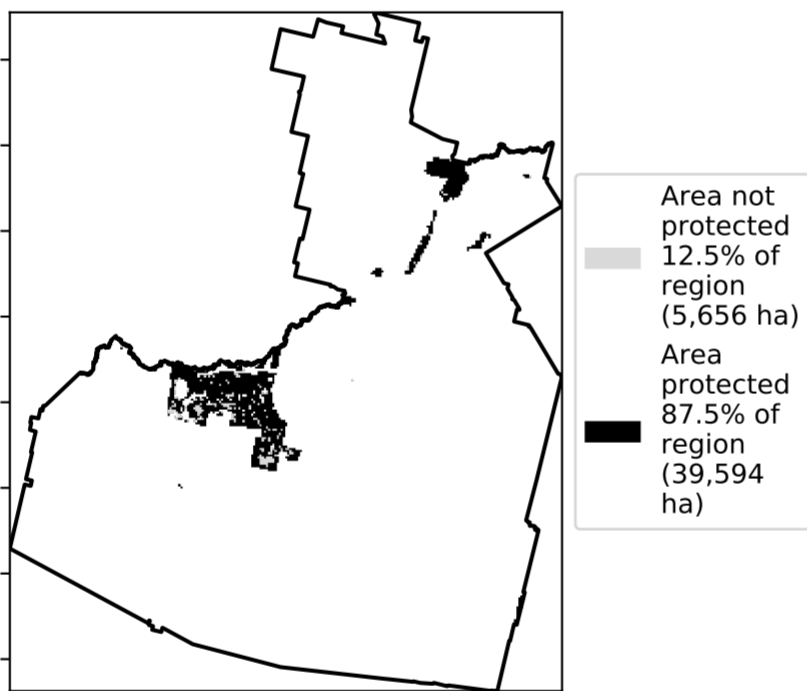 Area not
protected
12.5% of
region
(5,656 ha)
Area
protected
87.5% of
region
(39,594
ha)